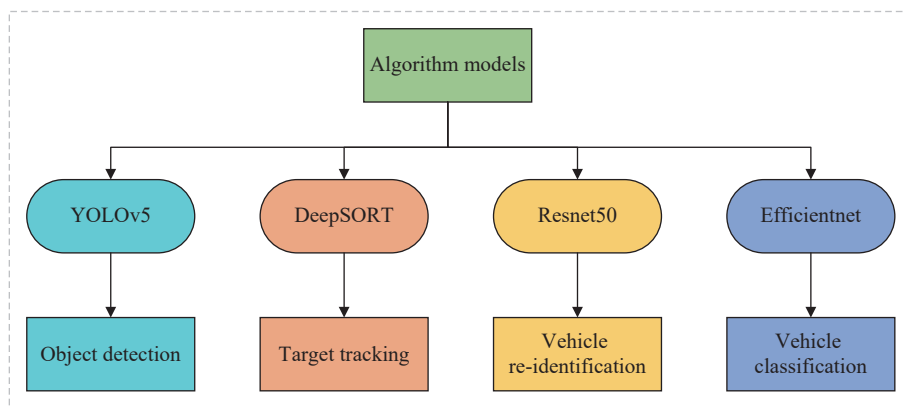 Algorithm models
YOLOv5
DeepSORT
Resnet50
Efficientnet
Object detection
Target tracking
Vehicle
re-identification
Vehicle
classification